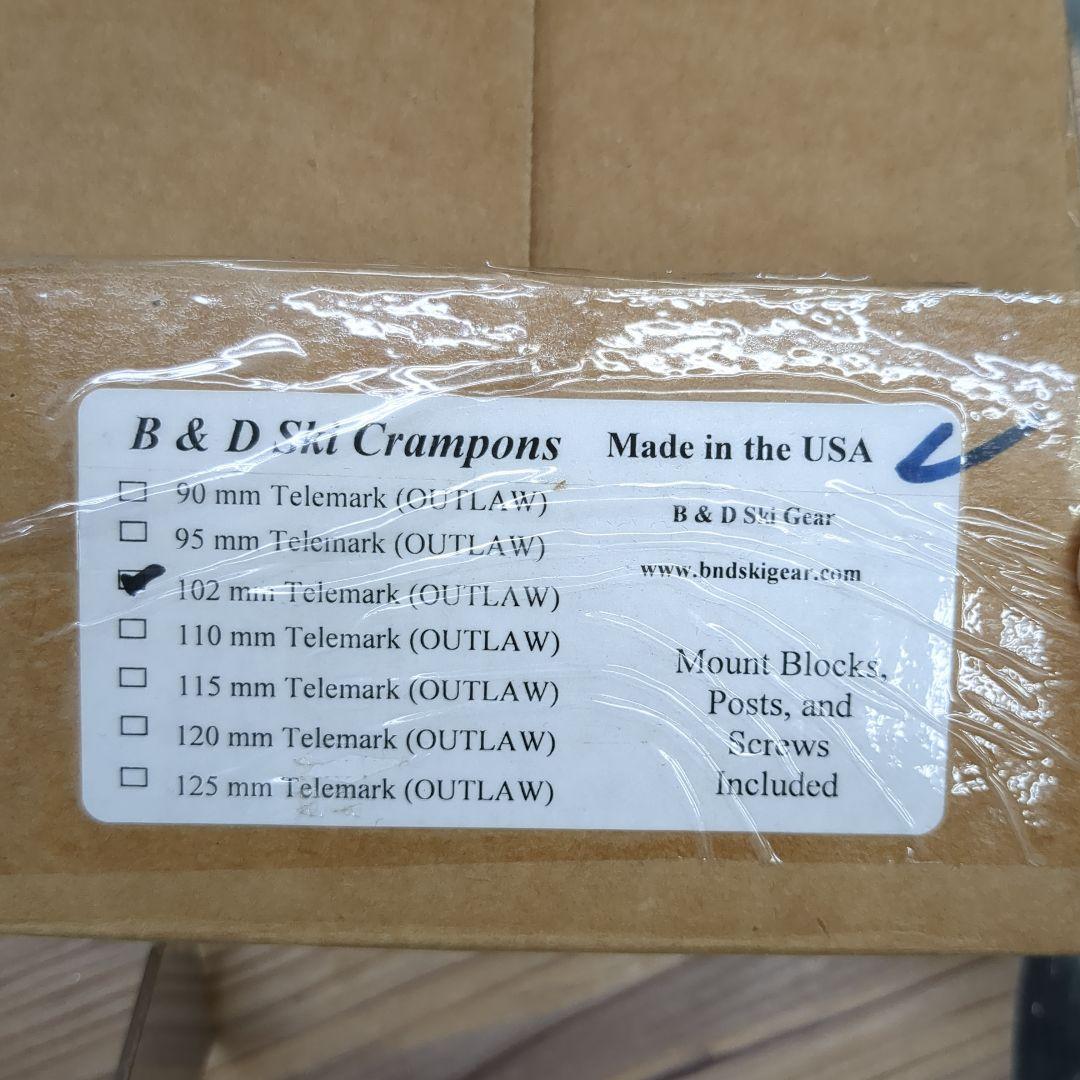 B & D Ski Crampons
90 mm Telemark (OUTLAW)
95 mm Telemark (OUTLAW)
102 mm Telemark (OUTLAW)
110 mm Telemark (OUTLAW)
115 mm Telemark (OUTLAW)
120 mm Telemark (OUTLAW)
125 mm Telemark (OUTLAW)
Made in the USA
B & D Ski Gear
www.bndskigear.com
Mount Blocks,
Posts, and
Screws
Included